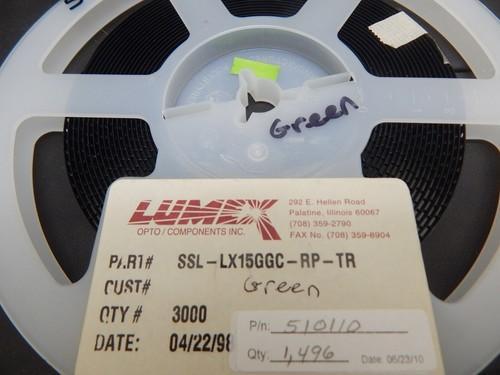 Green
LUMEX
OPTO / COMPONENTS INC.
292 E. Hellen Road
Palatine, Illinois 60067
(708) 359-2790
FAX No. (708) 359-8904
PART# SSL-LX15GGC-RP-TR
CUST# Green
QTY # 3000
DATE: 04/22/98
P/n: 510110
Qty: 1,496 Date 06/23/10